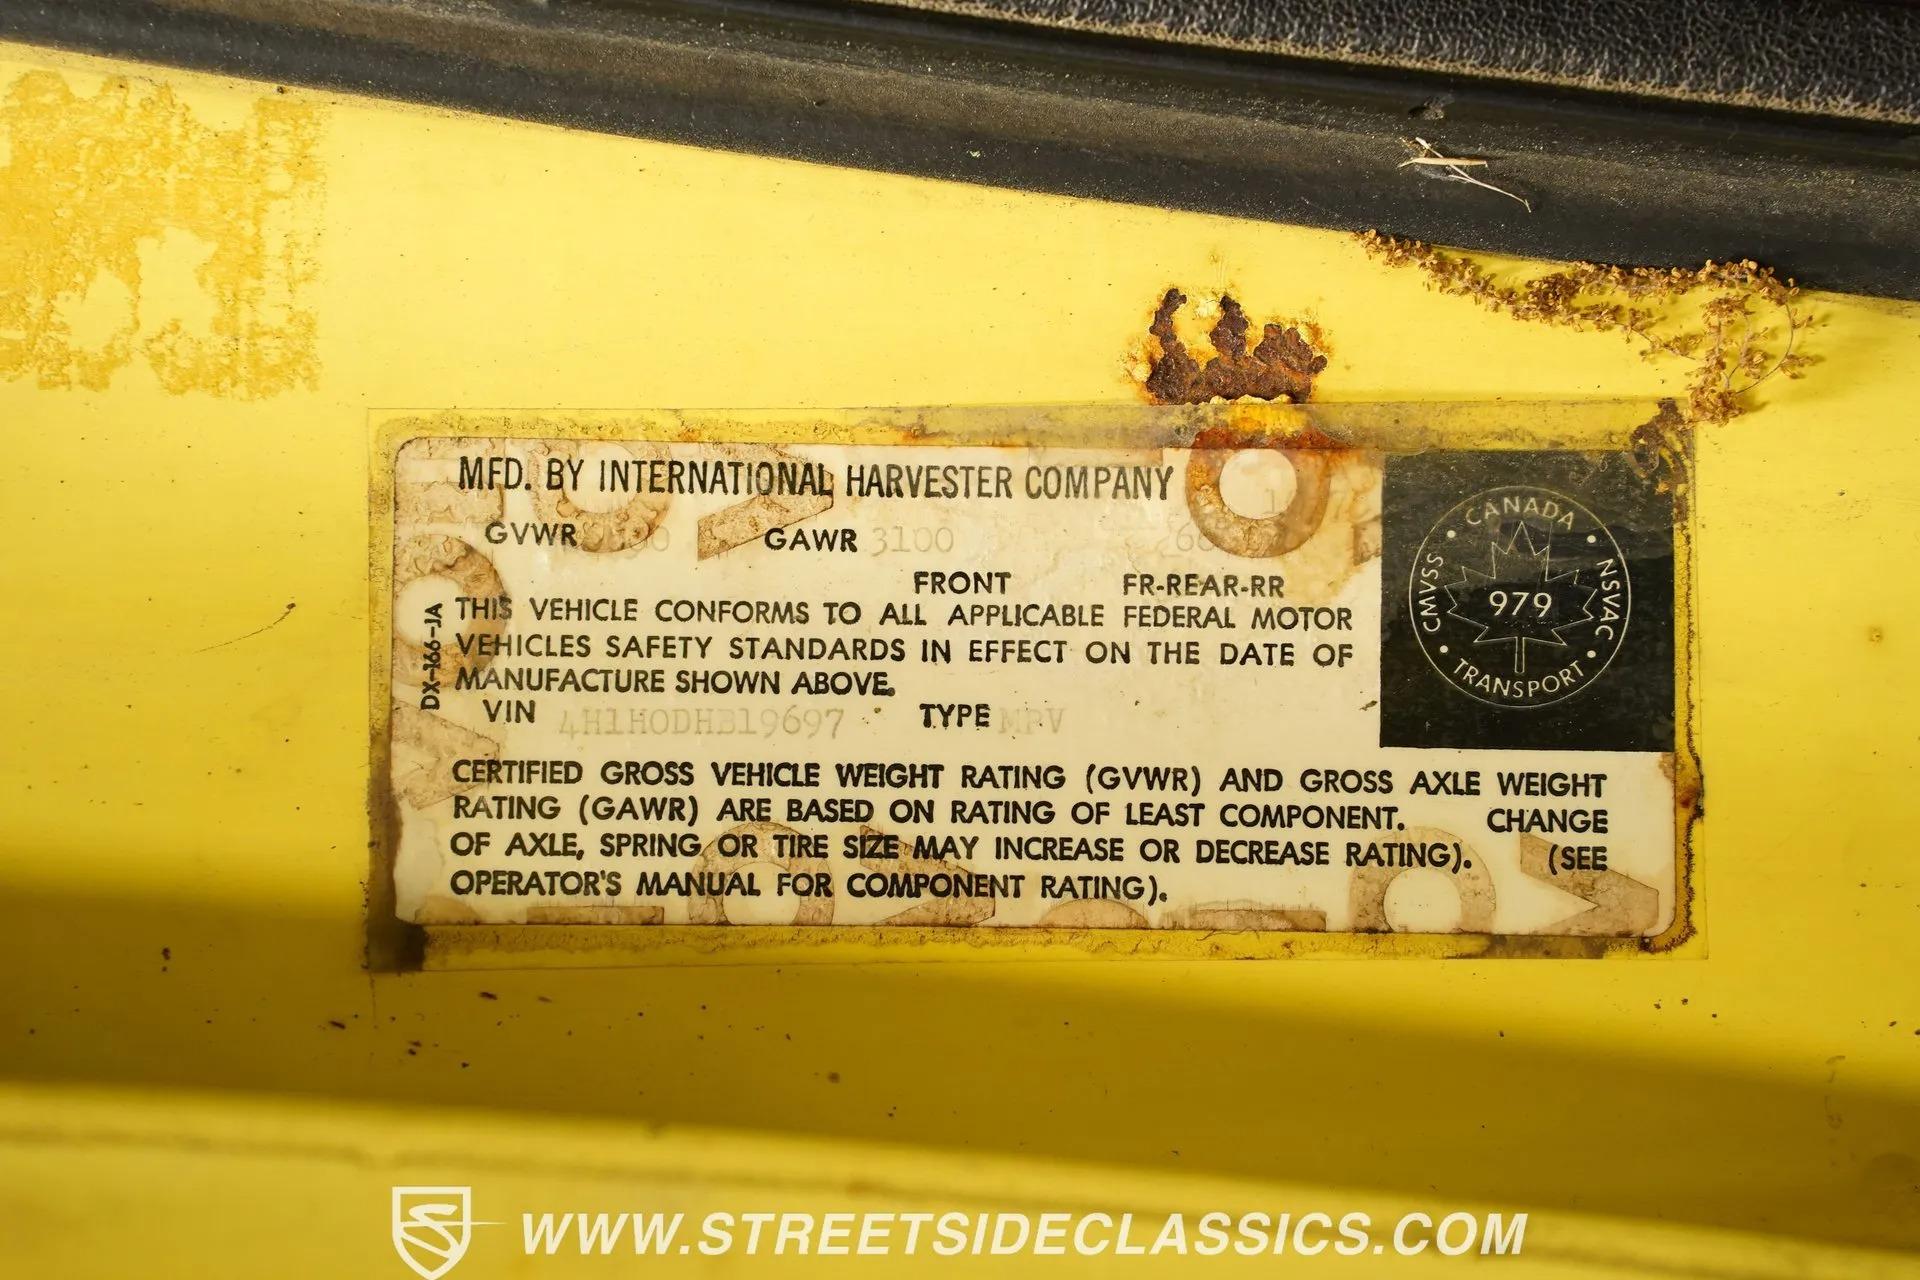 MFD. BY INTERNATIONAL HARVESTER COMPANY
GVWR GAWR 3100
FRONT FR-REAR-RR
THIS VEHICLE CONFORMS TO ALL APPLICABLE FEDERAL MOTOR
VEHICLES SAFETY STANDARDS IN EFFECT ON THE DATE OF
MANUFACTURE SHOWN ABOVE.
VIN TYPE MPV
DX-166-JA
CERTIFIED GROSS VEHICLE WEIGHT RATING (GVWR) AND GROSS AXLE WEIGHT
RATING (GAWR) ARE BASED ON RATING OF LEAST COMPONENT. CHANGE
OF AXLE, SPRING OR TIRE SIZE MAY INCREASE OR DECREASE RATING). (SEE
OPERATOR'S MANUAL FOR COMPONENT RATING).
CANADA
CMVSS
979
NSVAC
TRANSPORT
WWW.STREETSIDECLASSICS.COM